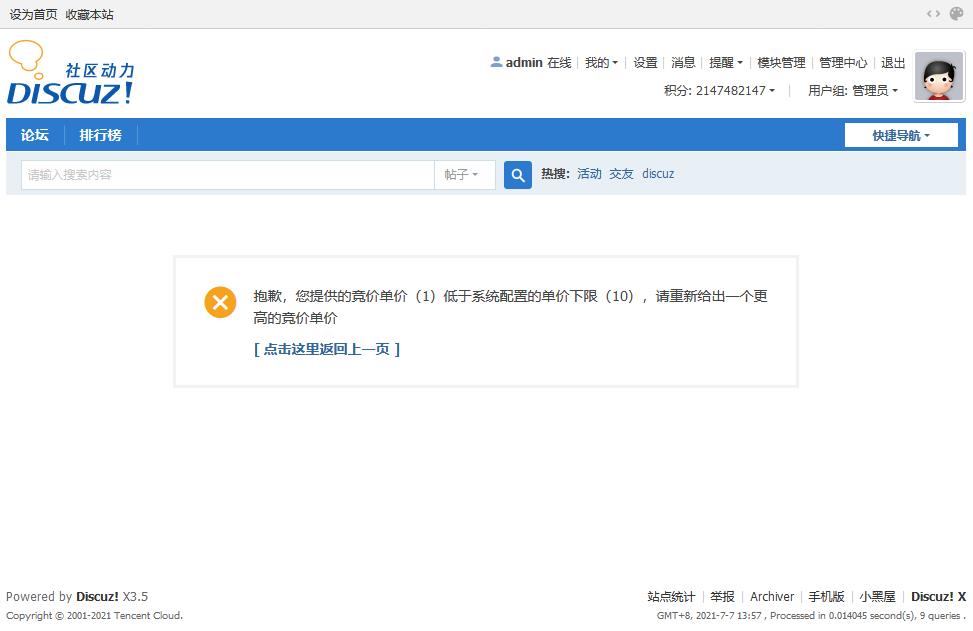 设为首页 收藏本站
社区动力
DISCUZ!
admin 在线 我的 设置 消息 提醒 模块管理 管理中心 退出
积分: 2147482147 用户组: 管理员
论坛 排行榜 快捷导航
请输入搜索内容 帖子 热搜: 活动 交友 discuz
抱歉，您提供的竞价单价（1）低于系统配置的单价下限（10），请重新给出一个更
高的竞价单价
[ 点击这里返回上一页 ]
Powered by Discuz! X3.5
Copyright © 2001-2021 Tencent Cloud.
站点统计 举报 Archiver 手机版 小黑屋 Discuz! X
GMT+8, 2021-7-7 13:57 , Processed in 0.014045 second(s), 9 queries .